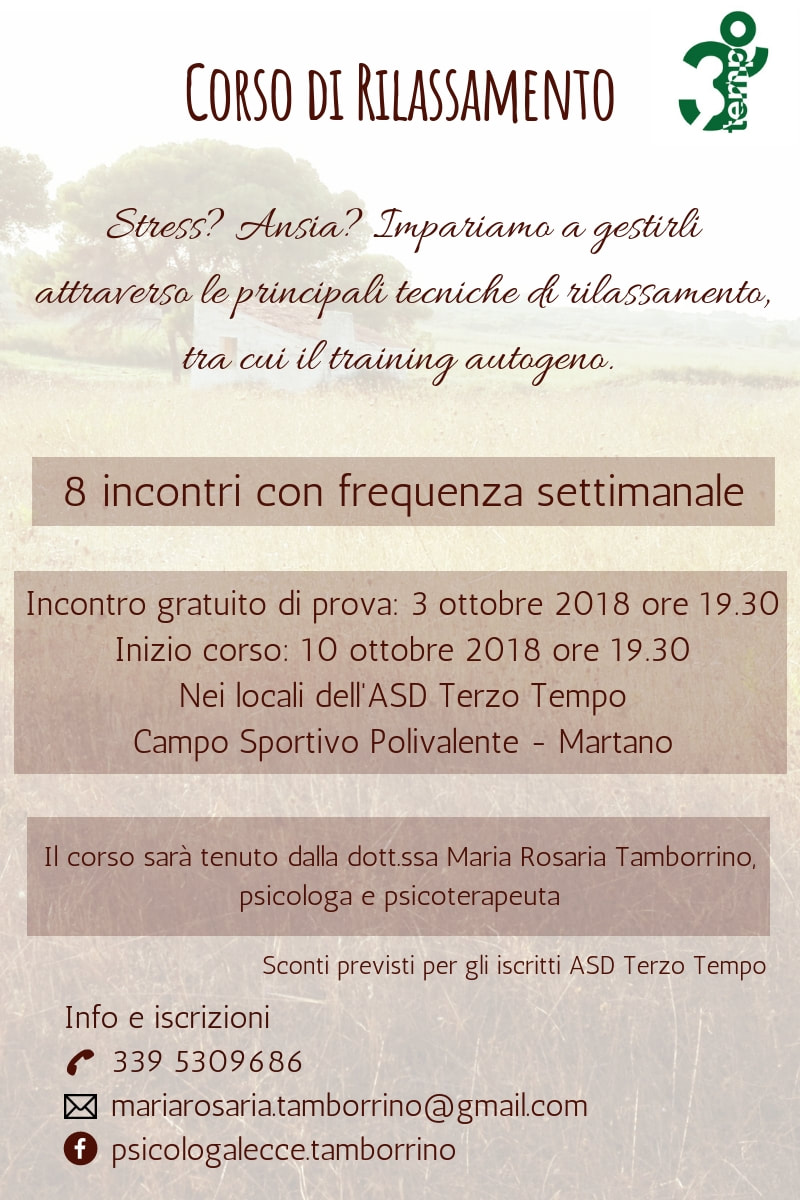 Corso di Rilassamento
3° tempo
Stress? Ansia? Impariamo a gestirli
attraverso le principali tecniche di rilassamento,
tra cui il training autogeno.
8 incontri con frequenza settimanale
Incontro gratuito di prova: 3 ottobre 2018 ore 19.30
Inizio corso: 10 ottobre 2018 ore 19.30
Nei locali dell'ASD Terzo Tempo
Campo Sportivo Polivalente - Martano
Il corso sarà tenuto dalla dott.ssa Maria Rosaria Tamborrino,
psicologa e psicoterapeuta
Sconti previsti per gli iscritti ASD Terzo Tempo
Info e iscrizioni
339 5309686
mariarosaria.tamborrino@gmail.com
psicologalecce.tamborrino